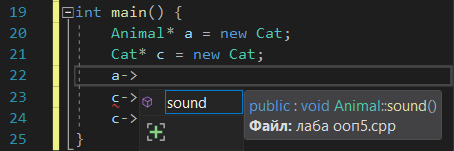 19 int main() {
20 Animal* a = new Cat;
21 Cat* c = new Cat;
22 a->
23 c-> sound public : void Animal::sound()
24 c-> Файл: лаба ооп5.cpp
25 }